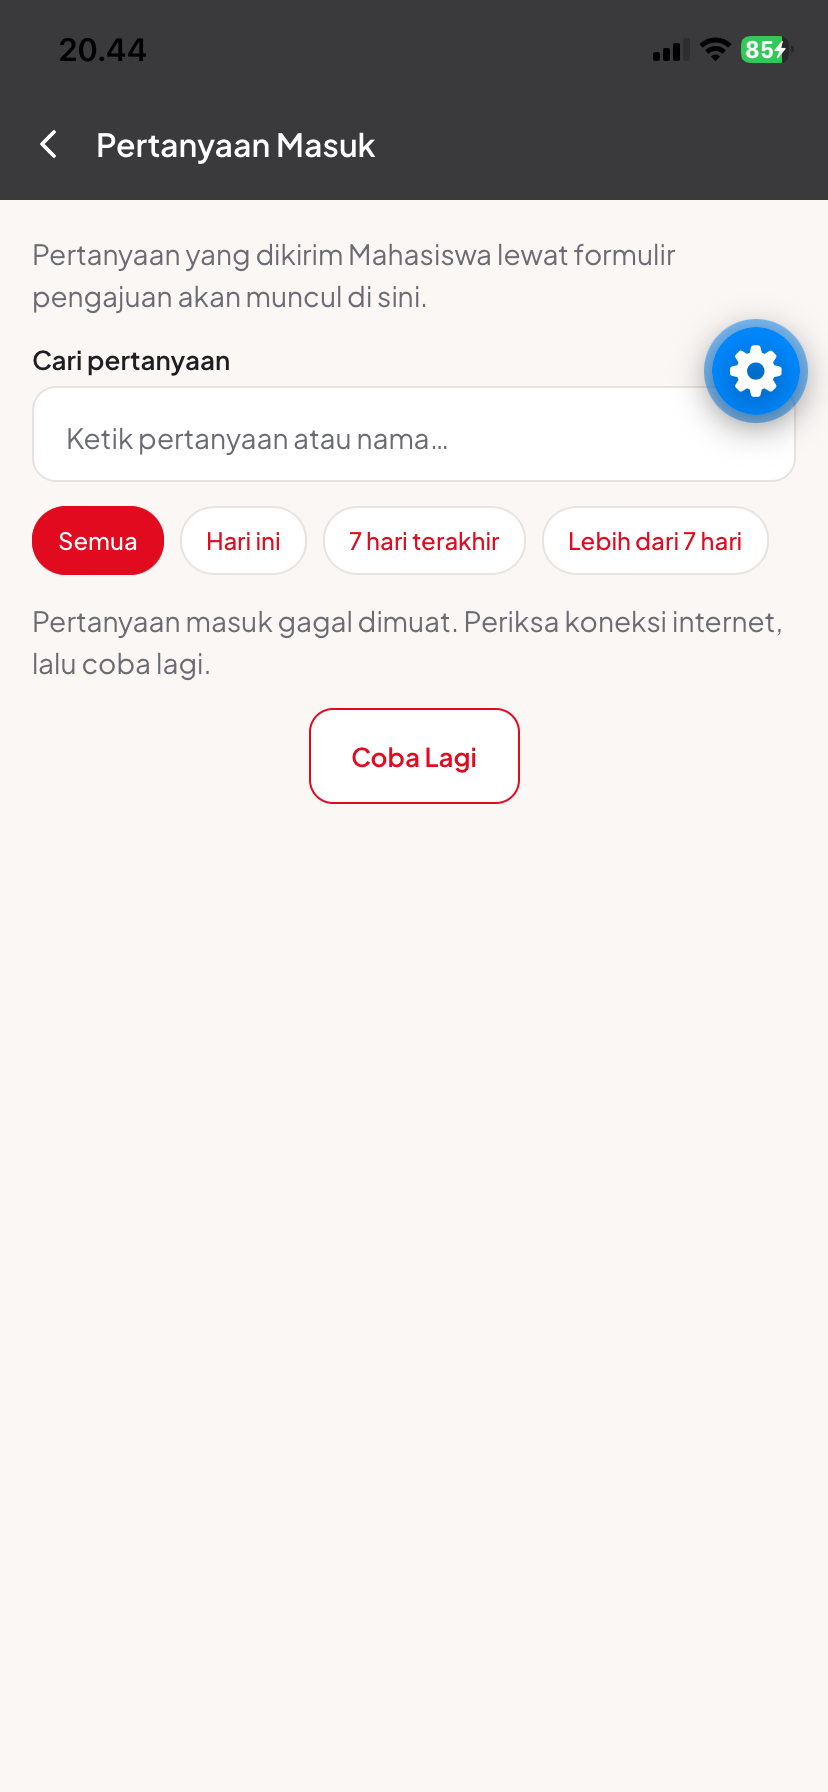 20.44
85
Pertanyaan Masuk
Pertanyaan yang dikirim Mahasiswa lewat formulir
pengajuan akan muncul di sini.
Cari pertanyaan
Ketik pertanyaan atau nama...
Semua
Hari ini
7 hari terakhir
Lebih dari 7 hari
Pertanyaan masuk gagal dimuat. Periksa koneksi internet,
lalu coba lagi.
Coba Lagi